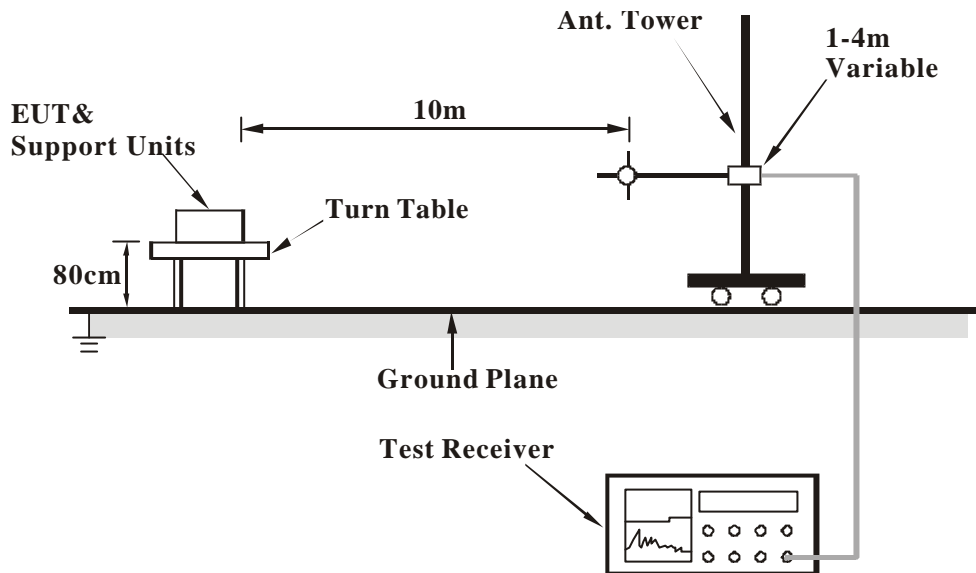 Ant. Tower
1-4m
Variable
10m
EUT&
Support Units
Turn Table
80cm
Ground Plane
Test Receiver